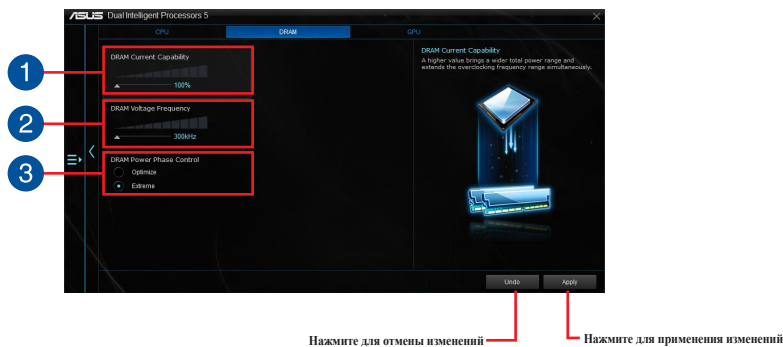 ASUS Dual Intelligent Processors 5
CPU DRAM GPU
1
DRAM Current Capability
100%
2
DRAM Voltage Frequency
300kHz
3
DRAM Power Phase Control
Optimize
Extreme
DRAM Current Capability
A higher value brings a wider total power range and
extends the overclocking frequency range simultaneously.
Undo Apply
Нажмите для отмены изменений
Нажмите для применения изменений